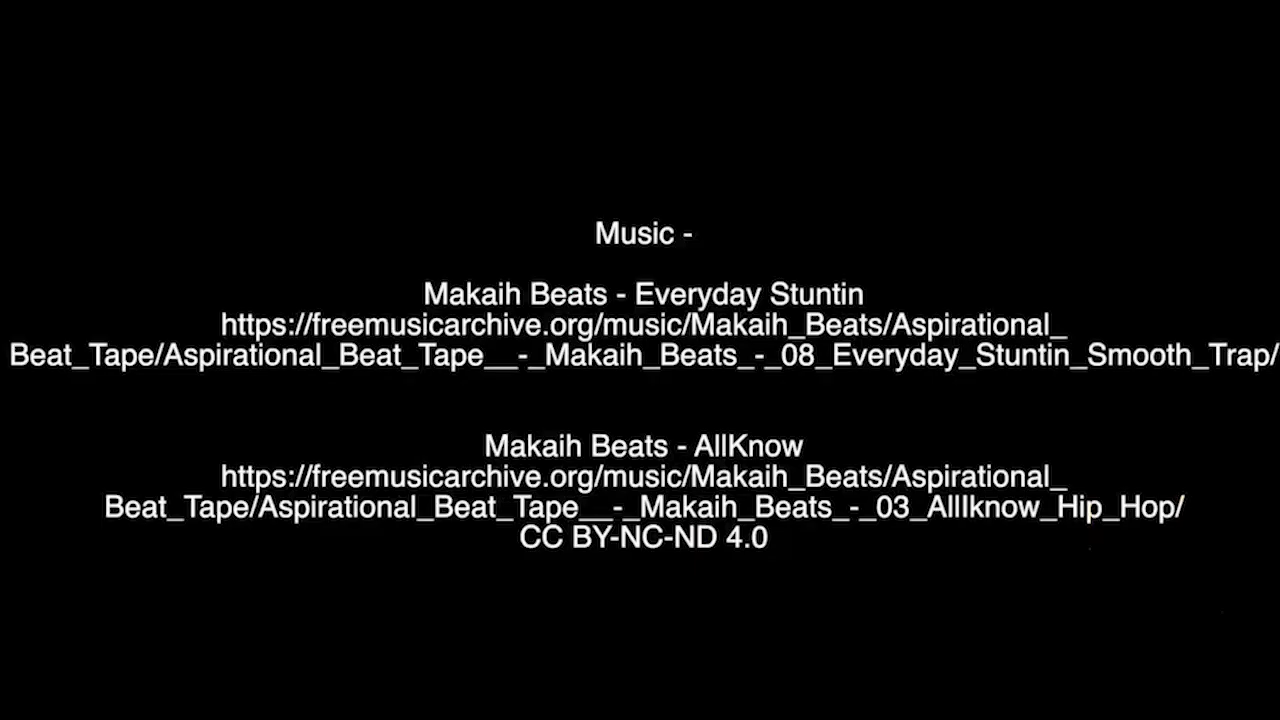 Music -
Makaih Beats - Everyday Stuntin
https://freemusicarchive.org/music/Makaih_Beats/Aspirational_
Beat_Tape/Aspirational_Beat_Tape__-_Makaih_Beats_-_08_Everyday_Stuntin_Smooth_Trap/
Makaih Beats - AllKnow
https://freemusicarchive.org/music/Makaih_Beats/Aspirational_
Beat_Tape/Aspirational_Beat_Tape__-_Makaih_Beats_-_03_AllIknow_Hip_Hop/
CC BY-NC-ND 4.0